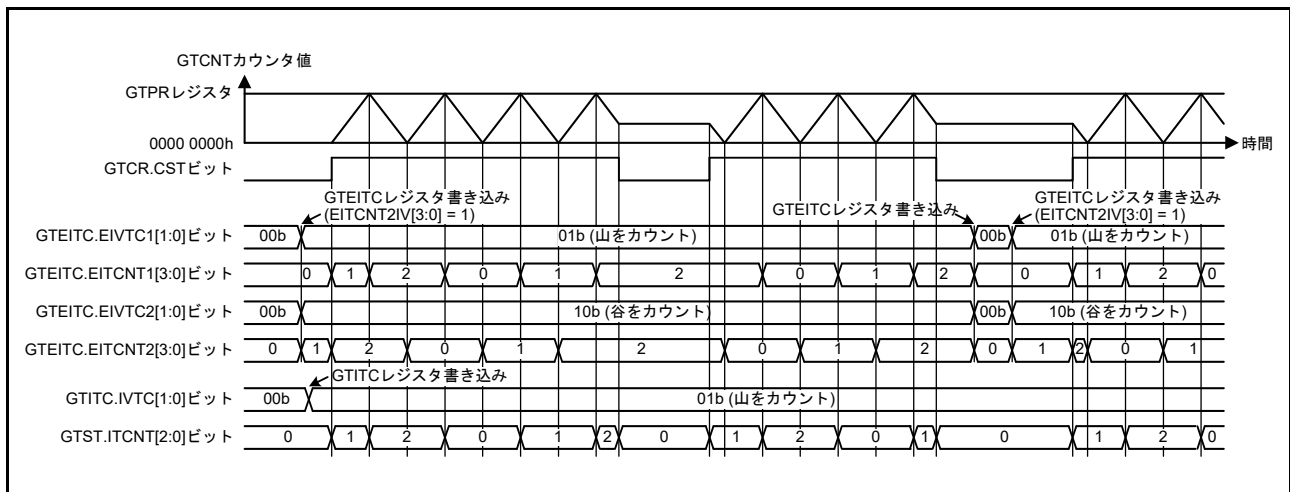 GTCNTカウンタ値
GTPRレジスタ
0000 0000h
時間
GTCR.CSTビット
GTEITCレジスタ書き込み
(EITCNT2IV[3:0] = 1)
GTEITCレジスタ書き込み
GTEITCレジスタ書き込み
(EITCNT2IV[3:0] = 1)
GTEITC.EIVTC1[1:0]ビット 00b 01b (山をカウント) 00b 01b (山をカウント)
GTEITC.EITCNT1[3:0]ビット 0 1 2 0 1 2 0 1 2 0 1 2 0
GTEITC.EIVTC2[1:0]ビット 00b 10b (谷をカウント) 00b 10b (谷をカウント)
GTEITC.EITCNT2[3:0]ビット 0 1 2 0 1 2 0 1 2 0 1 2 0 1
GTITCレジスタ書き込み
GTITC.IVTC[1:0]ビット 00b 01b (山をカウント)
GTST.ITCNT[2:0]ビット 0 1 2 0 1 2 0 1 2 0 1 0 1 2 0